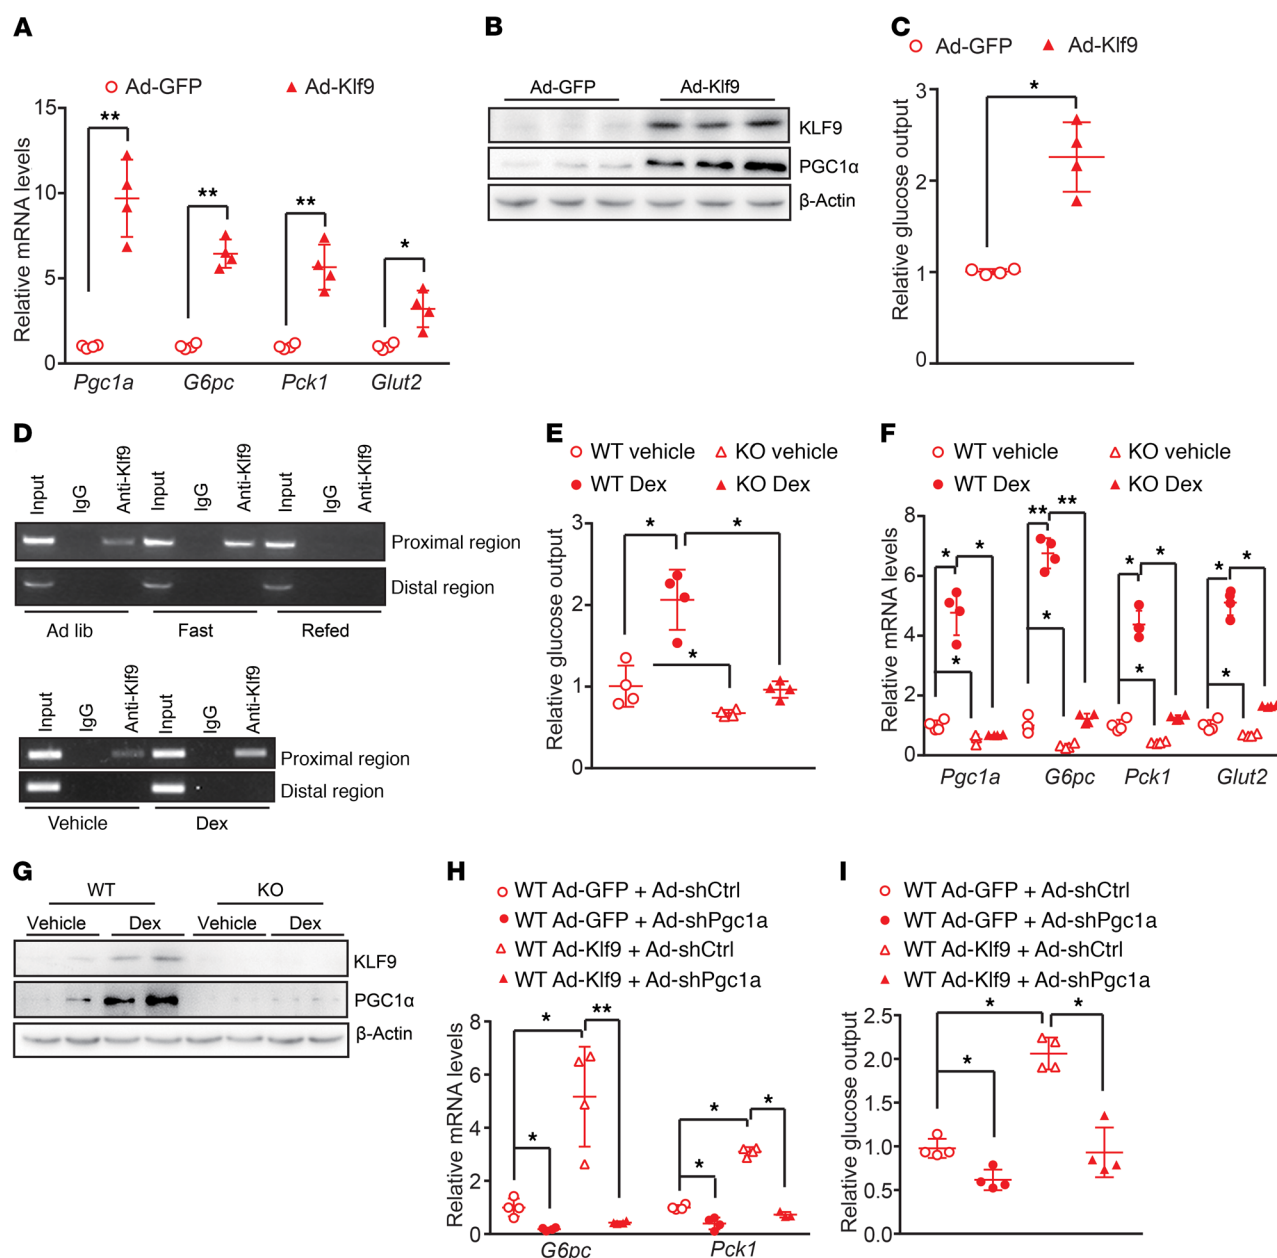 A
Ad-GFP Ad-Klf9
Relative mRNA levels
15
10
5
0
** ** ** *
Pgc1a G6pc Pck1 Glut2
B
Ad-GFP Ad-Klf9
KLF9
PGC1α
β-Actin
C
Ad-GFP Ad-Klf9
Relative glucose output
3
2
1
0
*
D
Input IgG Anti-Klf9 Input IgG Anti-Klf9 Input IgG Anti-Klf9
Proximal region
Distal region
Ad lib Fast Refed
Input IgG Anti-Klf9 Input IgG Anti-Klf9
Proximal region
Distal region
Vehicle Dex
E
WT vehicle KO vehicle
WT Dex KO Dex
Relative glucose output
3
2
1
0
* *
*
F
WT vehicle KO vehicle
WT Dex KO Dex
Relative mRNA levels
8
6
4
2
0
** **
* * * * * *
* * * *
Pgc1a G6pc Pck1 Glut2
G
WT KO
Vehicle Dex Vehicle Dex
KLF9
PGC1α
β-Actin
H
WT Ad-GFP + Ad-shCtrl
WT Ad-GFP + Ad-shPgc1a
WT Ad-Klf9 + Ad-shCtrl
WT Ad-Klf9 + Ad-shPgc1a
Relative mRNA levels
8
6
4
2
0
* **
* *
* *
G6pc Pck1
I
WT Ad-GFP + Ad-shCtrl
WT Ad-GFP + Ad-shPgc1a
WT Ad-Klf9 + Ad-shCtrl
WT Ad-Klf9 + Ad-shPgc1a
Relative glucose output
2.5
2.0
1.5
1.0
0.5
0.0
* *
*